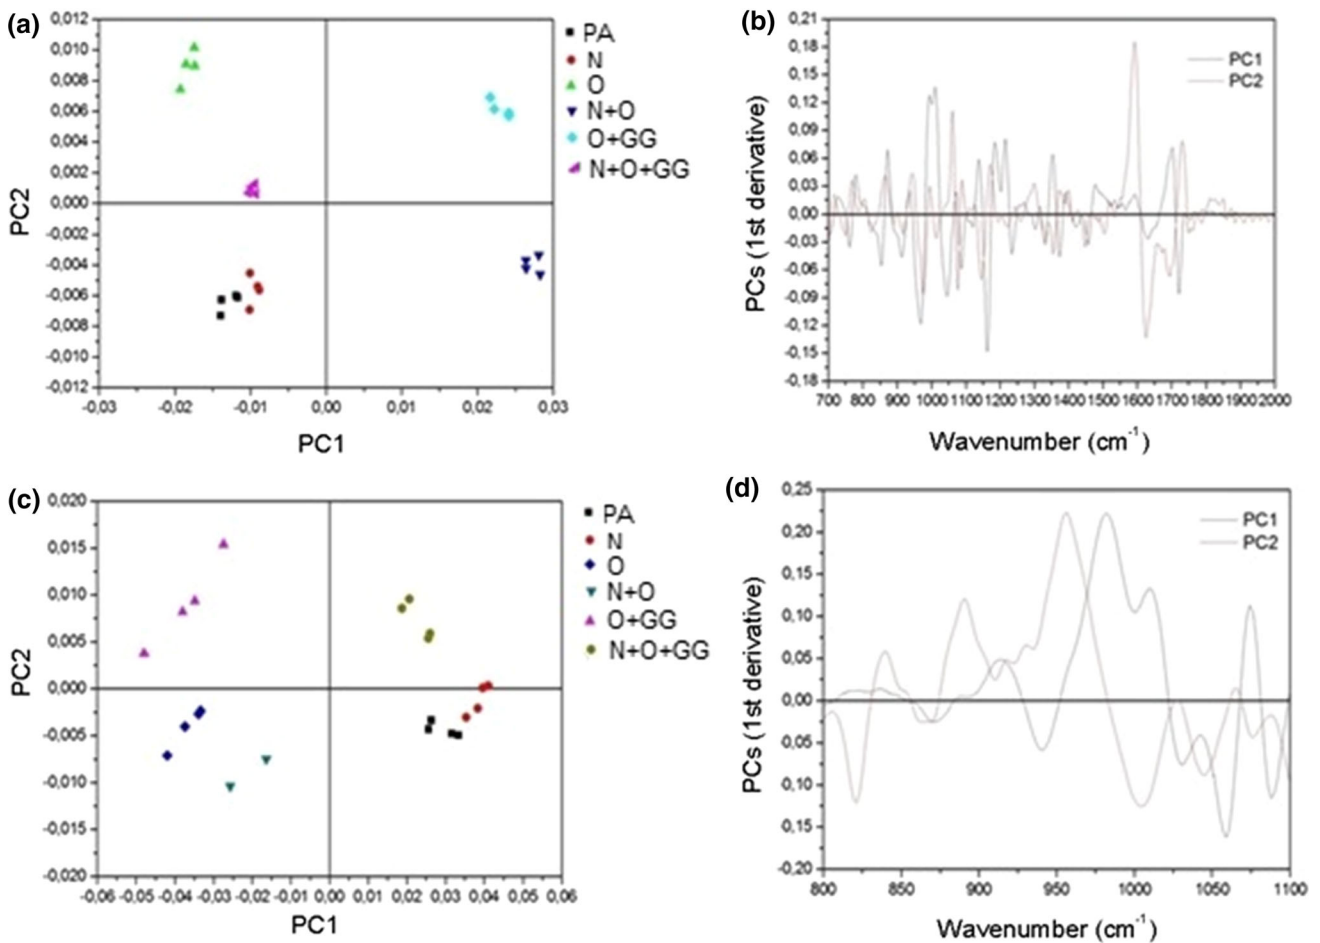 (a)
0,012
0,010
0,008
0,006
0,004
0,002
0,000
-0,002
-0,004
-0,006
-0,008
-0,010
-0,012
PC2
-0,03 -0,02 -0,01 0,00 0,01 0,02 0,03
PC1
PA
N
O
N+O
O+GG
N+O+GG
(b)
0,21
0,18
0,15
0,12
0,09
0,06
0,03
0,00
-0,03
-0,06
-0,09
-0,12
-0,15
-0,18
PCs (1st derivative)
PC1
PC2
700 800 900 1000 1100 1200 1300 1400 1500 1600 1700 1800 1900 2000
Wavenumber (cm-1)
(c)
0,020
0,015
0,010
0,005
0,000
-0,005
-0,010
-0,015
-0,020
PC2
-0,06 -0,05 -0,04 -0,03 -0,02 -0,01 0,00 0,01 0,02 0,03 0,04 0,05 0,06
PC1
PA
N
O
N+O
O+GG
N+O+GG
(d)
0,25
0,20
0,15
0,10
0,05
0,00
0,05
0,10
0,15
-0,20
PCs (1st derivative)
PC1
PC2
800 850 900 950 1000 1050 1100
Wavenumber (cm-1)